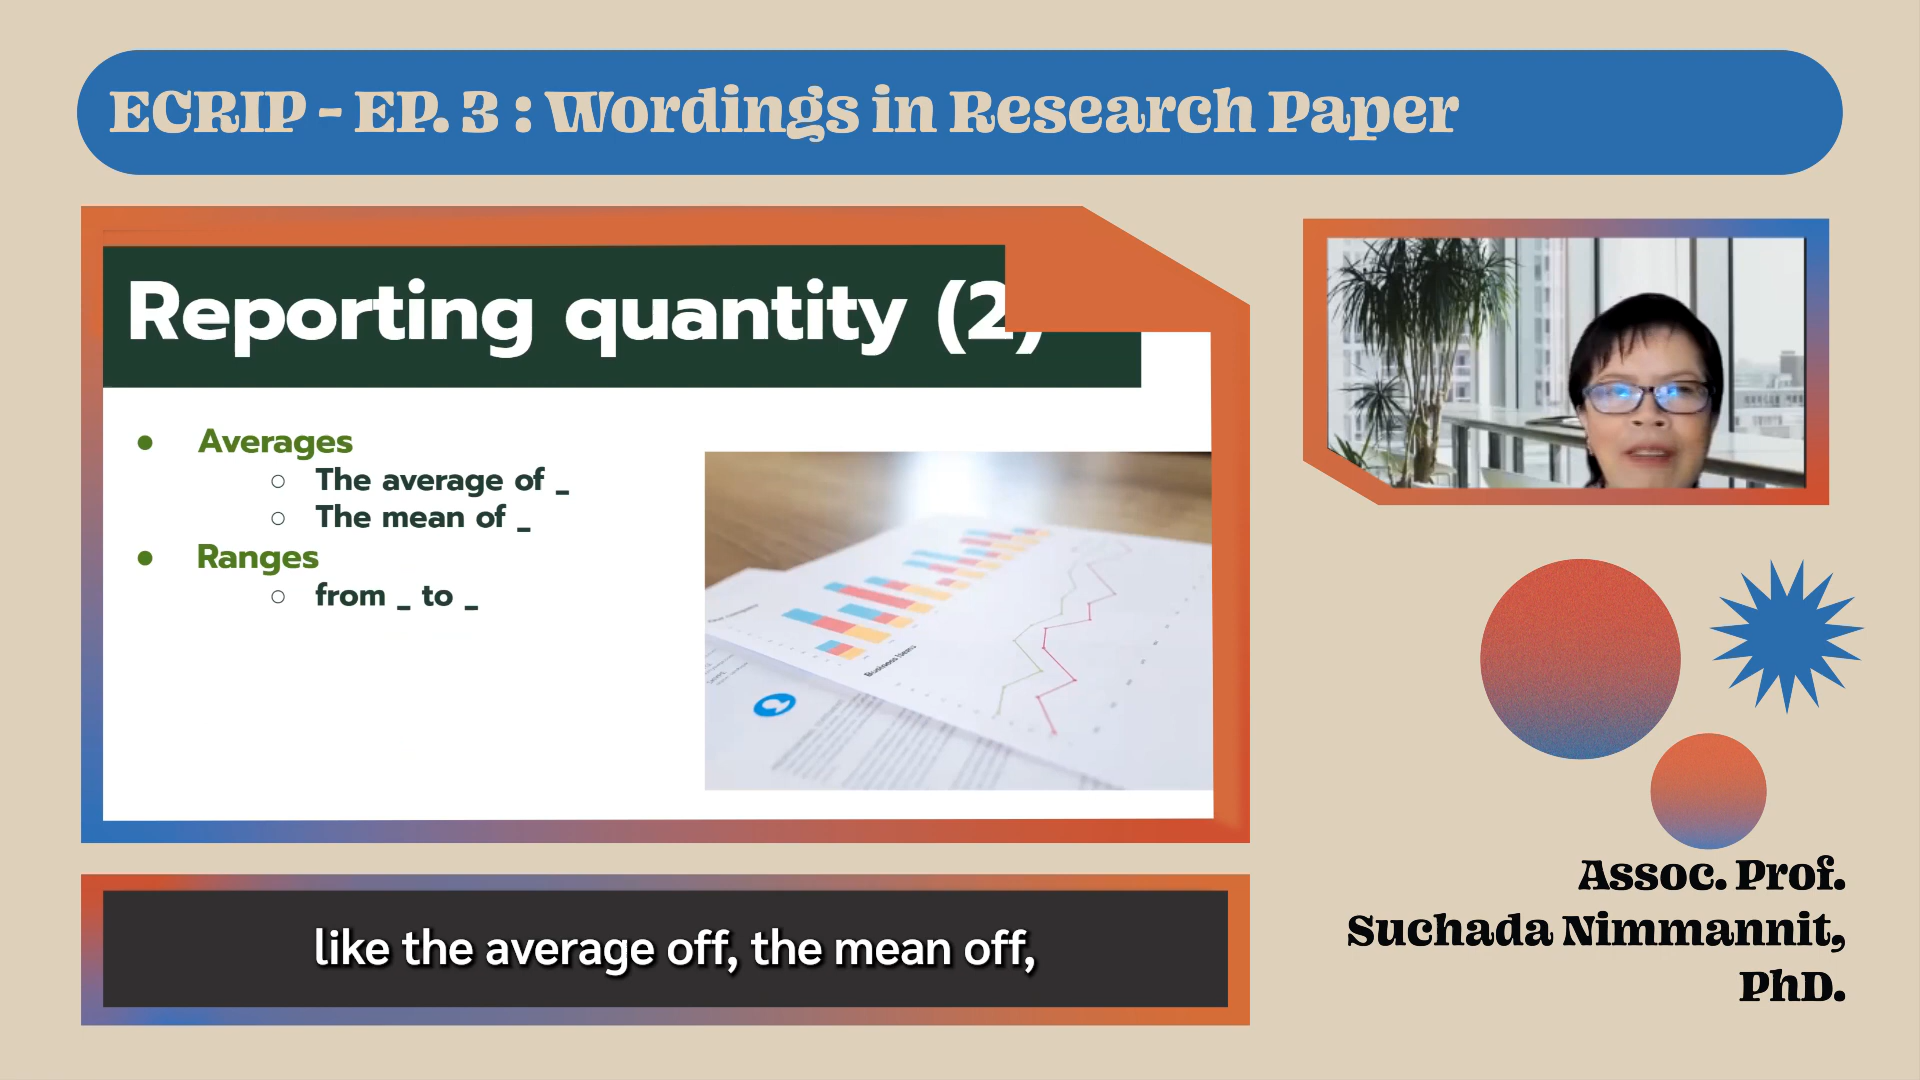 ECRIP - EP. 3 : Wordings in Research Paper
Reporting quantity (2)
● Averages
○ The average of _
○ The mean of _
● Ranges
○ from _ to _
like the average off, the mean off,
Assoc. Prof.
Suchada Nimmannit,
PhD.